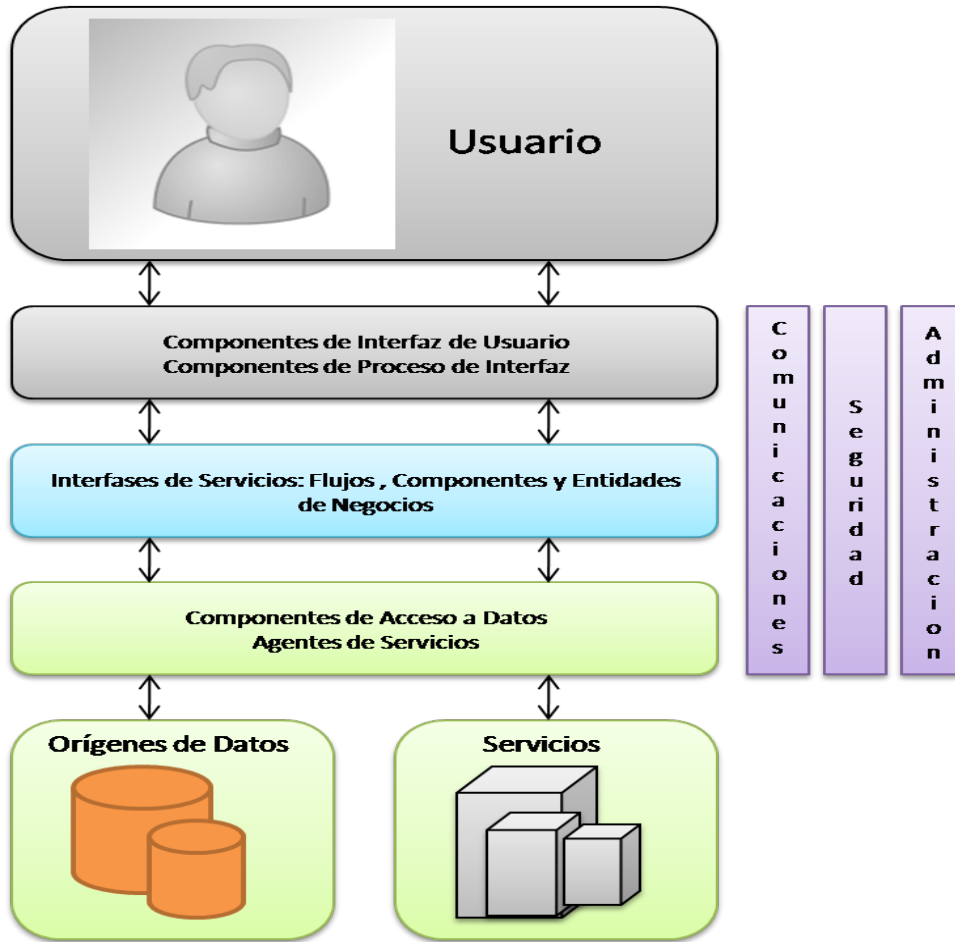 Usuario
Componentes de Interfaz de Usuario
Componentes de Proceso de Interfaz
Interfases de Servicios: Flujos , Componentes y Entidades
de Negocios
Componentes de Acceso a Datos
Agentes de Servicios
Orígenes de Datos
Servicios
Comunicaciones
Seguridad
Administracion